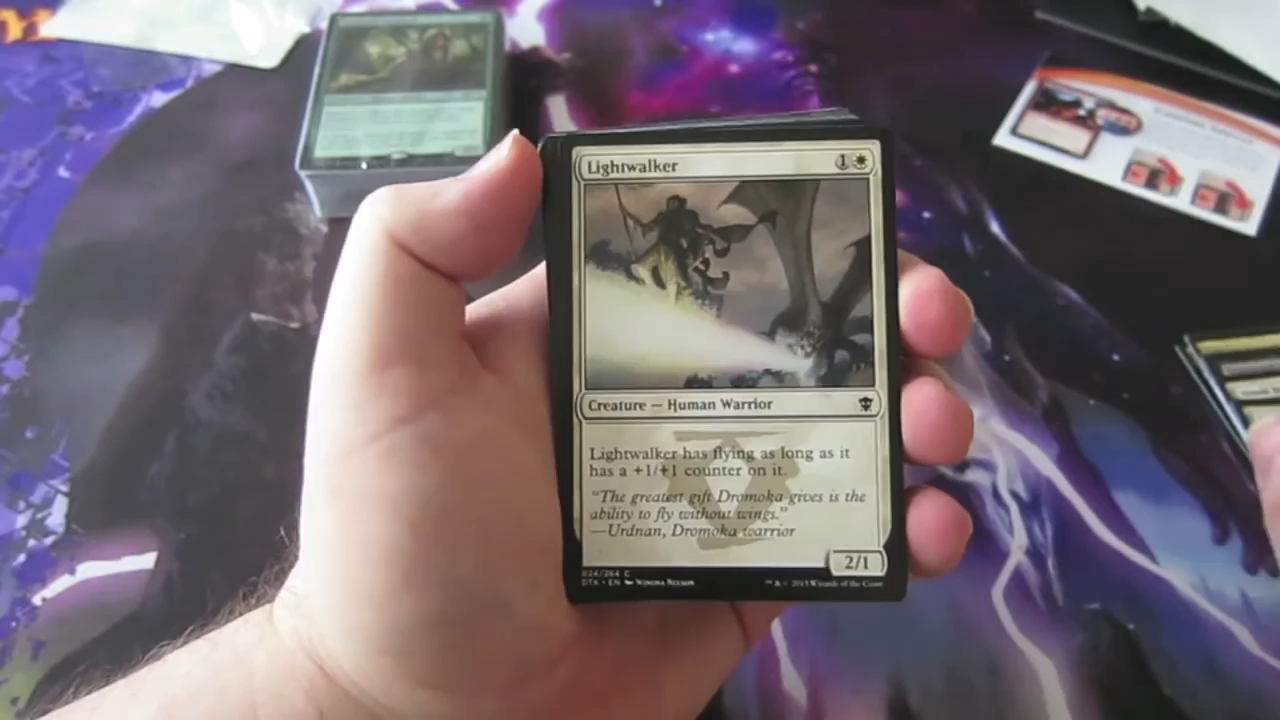 Lightwalker 1
Creature — Human Warrior
Lightwalker has flying as long as it
has a +1/+1 counter on it.
"The greatest gift Dromoka gives is the
ability to fly without wings."
—Urdnan, Dromoka warrior
2/1
024/264 C
DTK • EN Winona Nelson ™ & © 2015 Wizards of the Coast